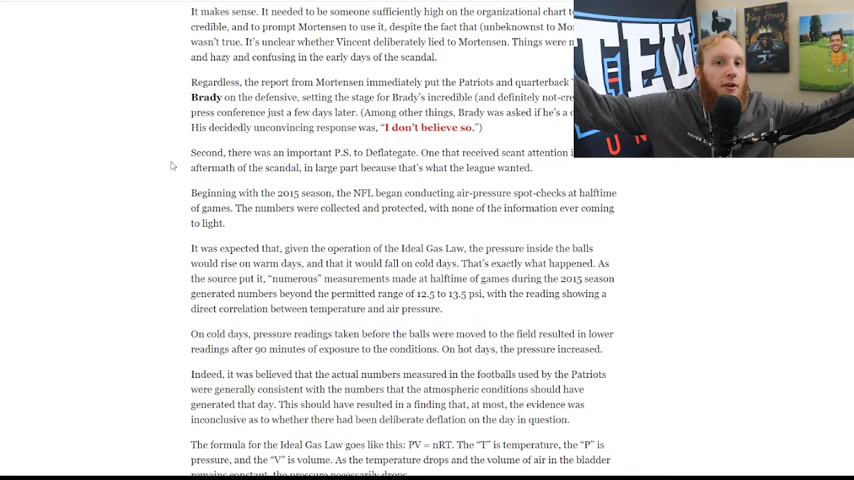 It makes sense. It needed to be someone sufficiently high on the organizational chart t
credible, and to prompt Mortensen to use it, despite the fact that (unbeknownst to Mo
wasn't true. It's unclear whether Vincent deliberately lied to Mortensen. Things were
and hazy and confusing in the early days of the scandal.
Regardless, the report from Mortensen immediately put the Patriots and quarterback
Brady on the defensive, setting the stage for Brady's incredible (and definitely not-cre
press conference just a few days later. (Among other things, Brady was asked if he's a
His decidedly unconvincing response was, “I don't believe so.”)
Second, there was an important P.S. to Deflategate. One that received scant attention
aftermath of the scandal, in large part because that's what the league wanted.
Beginning with the 2015 season, the NFL began conducting air-pressure spot-checks at halftime
of games. The numbers were collected and protected, with none of the information ever coming
to light.
It was expected that, given the operation of the Ideal Gas Law, the pressure inside the balls
would rise on warm days, and that it would fall on cold days. That's exactly what happened. As
the source put it, “numerous” measurements made at halftime of games during the 2015 season
generated numbers beyond the permitted range of 12.5 to 13.5 psi, with the reading showing a
direct correlation between temperature and air pressure.
On cold days, pressure readings taken before the balls were moved to the field resulted in lower
readings after 90 minutes of exposure to the conditions. On hot days, the pressure increased.
Indeed, it was believed that the actual numbers measured in the footballs used by the Patriots
were generally consistent with the numbers that the atmospheric conditions should have
generated that day. This should have resulted in a finding that, at most, the evidence was
inconclusive as to whether there had been deliberate deflation on the day in question.
The formula for the Ideal Gas Law goes like this: PV = nRT. The “T” is temperature, the “P” is
pressure, and the “V” is volume. As the temperature drops and the volume of air in the bladder
remains constant, the pressure necessarily drops.
King Henry